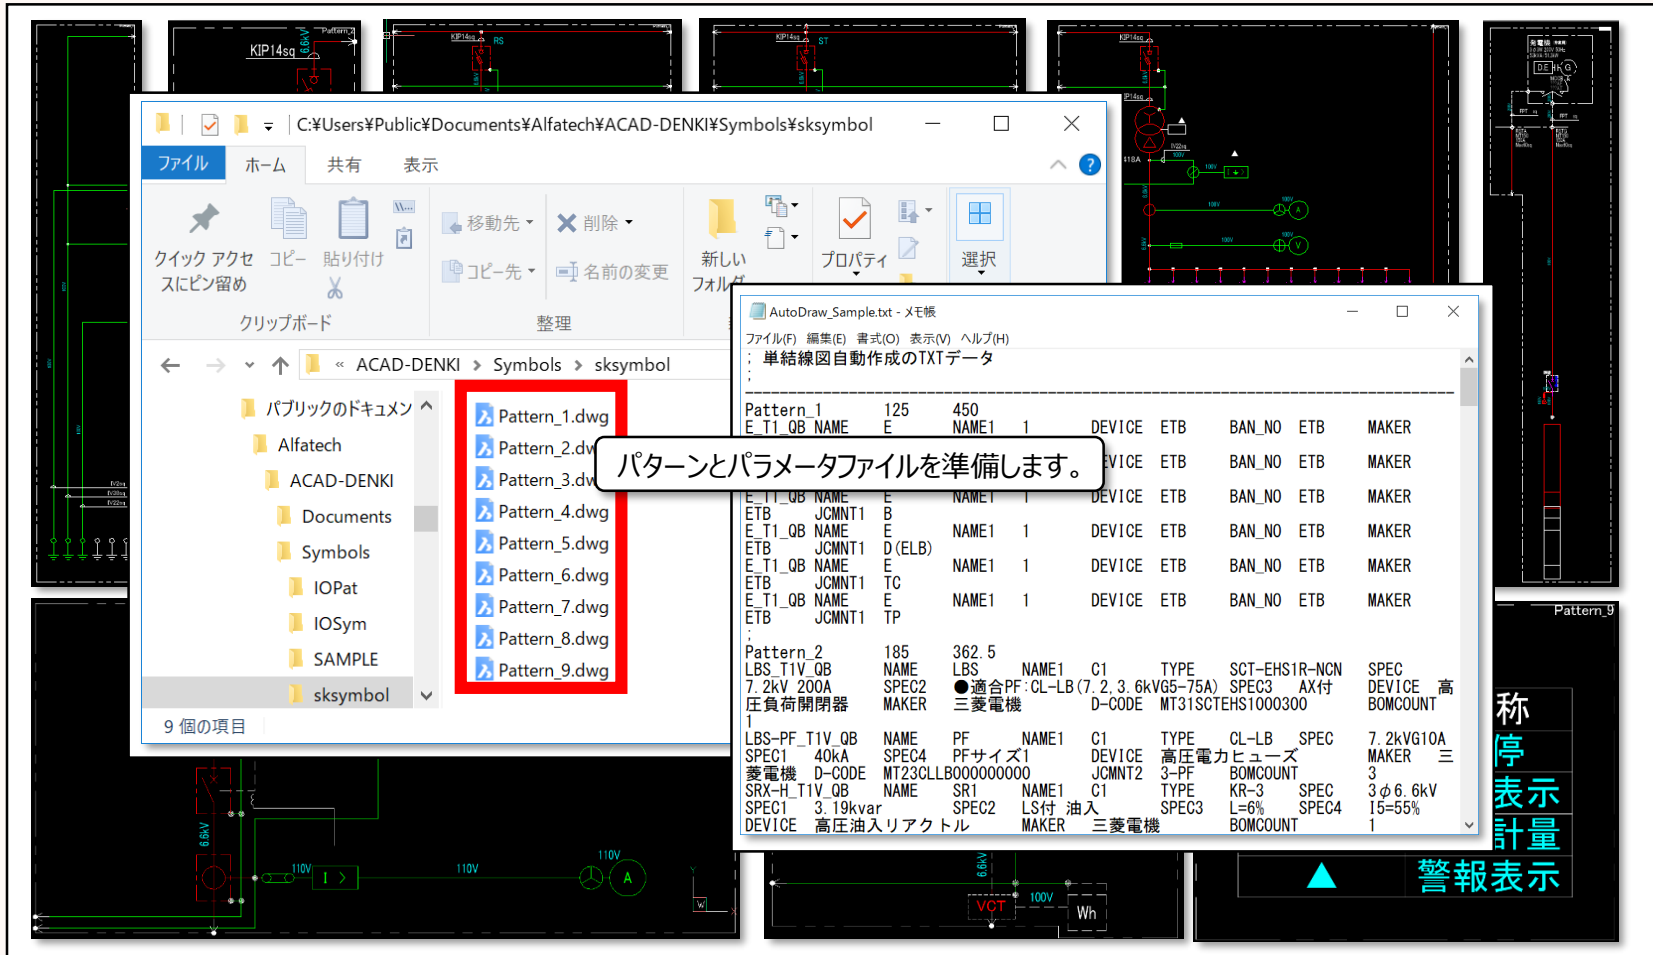 Pattern_2
KIP14sq
6.6kV
KIP14sq
RS
KIP14sq
ST
KIP14sq
C:¥Users¥Public¥Documents¥Alfatech¥ACAD-DENKI¥Symbols¥sksymbol
ファイル
ホーム
共有
表示
クイック アクセスにピン留め
コピー
貼り付け
移動先
コピー先
削除
名前の変更
新しい
フォルダ
プロパティ
選択
クリップボード
整理
« ACAD-DENKI > Symbols > sksymbol
パブリックのドキュメン
Alfatech
ACAD-DENKI
Documents
Symbols
IOPat
IOSym
SAMPLE
sksymbol
9 個の項目
Pattern_1.dwg
Pattern_2.dw
Pattern_3.dw
Pattern_4.dwg
Pattern_5.dwg
Pattern_6.dwg
Pattern_7.dwg
Pattern_8.dwg
Pattern_9.dwg
パターンとパラメータファイルを準備します。
AutoDraw_Sample.txt - メモ帳
ファイル(F) 編集(E) 書式(O) 表示(V) ヘルプ(H)
; 単結線図自動作成のTXTデータ
;
Pattern_1 125 450
E_T1_QB NAME E NAME1 1 DEVICE ETB BAN_NO ETB MAKER
EVICE ETB BAN_NO ETB MAKER
E_T1_QB NAME E NAME1 1 DEVICE ETB BAN_NO ETB MAKER
ETB JCMNT1 B
E_T1_QB NAME E NAME1 1 DEVICE ETB BAN_NO ETB MAKER
ETB JCMNT1 D(ELB)
E_T1_QB NAME E NAME1 1 DEVICE ETB BAN_NO ETB MAKER
ETB JCMNT1 TC
E_T1_QB NAME E NAME1 1 DEVICE ETB BAN_NO ETB MAKER
ETB JCMNT1 TP
;
Pattern_2 185 362.5
LBS_T1V_QB NAME LBS NAME1 C1 TYPE SCT-EHS1R-NCN SPEC
7.2kV 200A SPEC2 ●適合PF:CL-LB(7.2,3.6kVG5-75A) SPEC3 AX付 DEVICE 高
圧負荷開閉器 MAKER 三菱電機 D-CODE MT31SCTEHS1000300 BOMCOUNT
1
LBS-PF_T1V_QB NAME PF NAME1 C1 TYPE CL-LB SPEC 7.2kVG10A
SPEC1 40kA SPEC4 PFサイズ1 DEVICE 高圧電力ヒューズ MAKER 三
菱電機 D-CODE MT23CLLB000000000 JCMNT2 3-PF BOMCOUNT 3
SRX-H_T1V_QB NAME SR1 NAME1 C1 TYPE KR-3 SPEC 3φ6.6kV
SPEC1 3.19kvar SPEC2 LS付 油入 SPEC3 L=6% SPEC4 I5=55%
DEVICE 高圧油入リアクトル MAKER 三菱電機 BOMCOUNT 1
100V
100V
100V
A
100V
100V
V
D.E
G
Pattern_9
称
停
表示
計量
▲ 警報表示
6.6kV
110V
I >
110V
110V
A
Y
W
X
6.6kV
VCT
100V
Wh